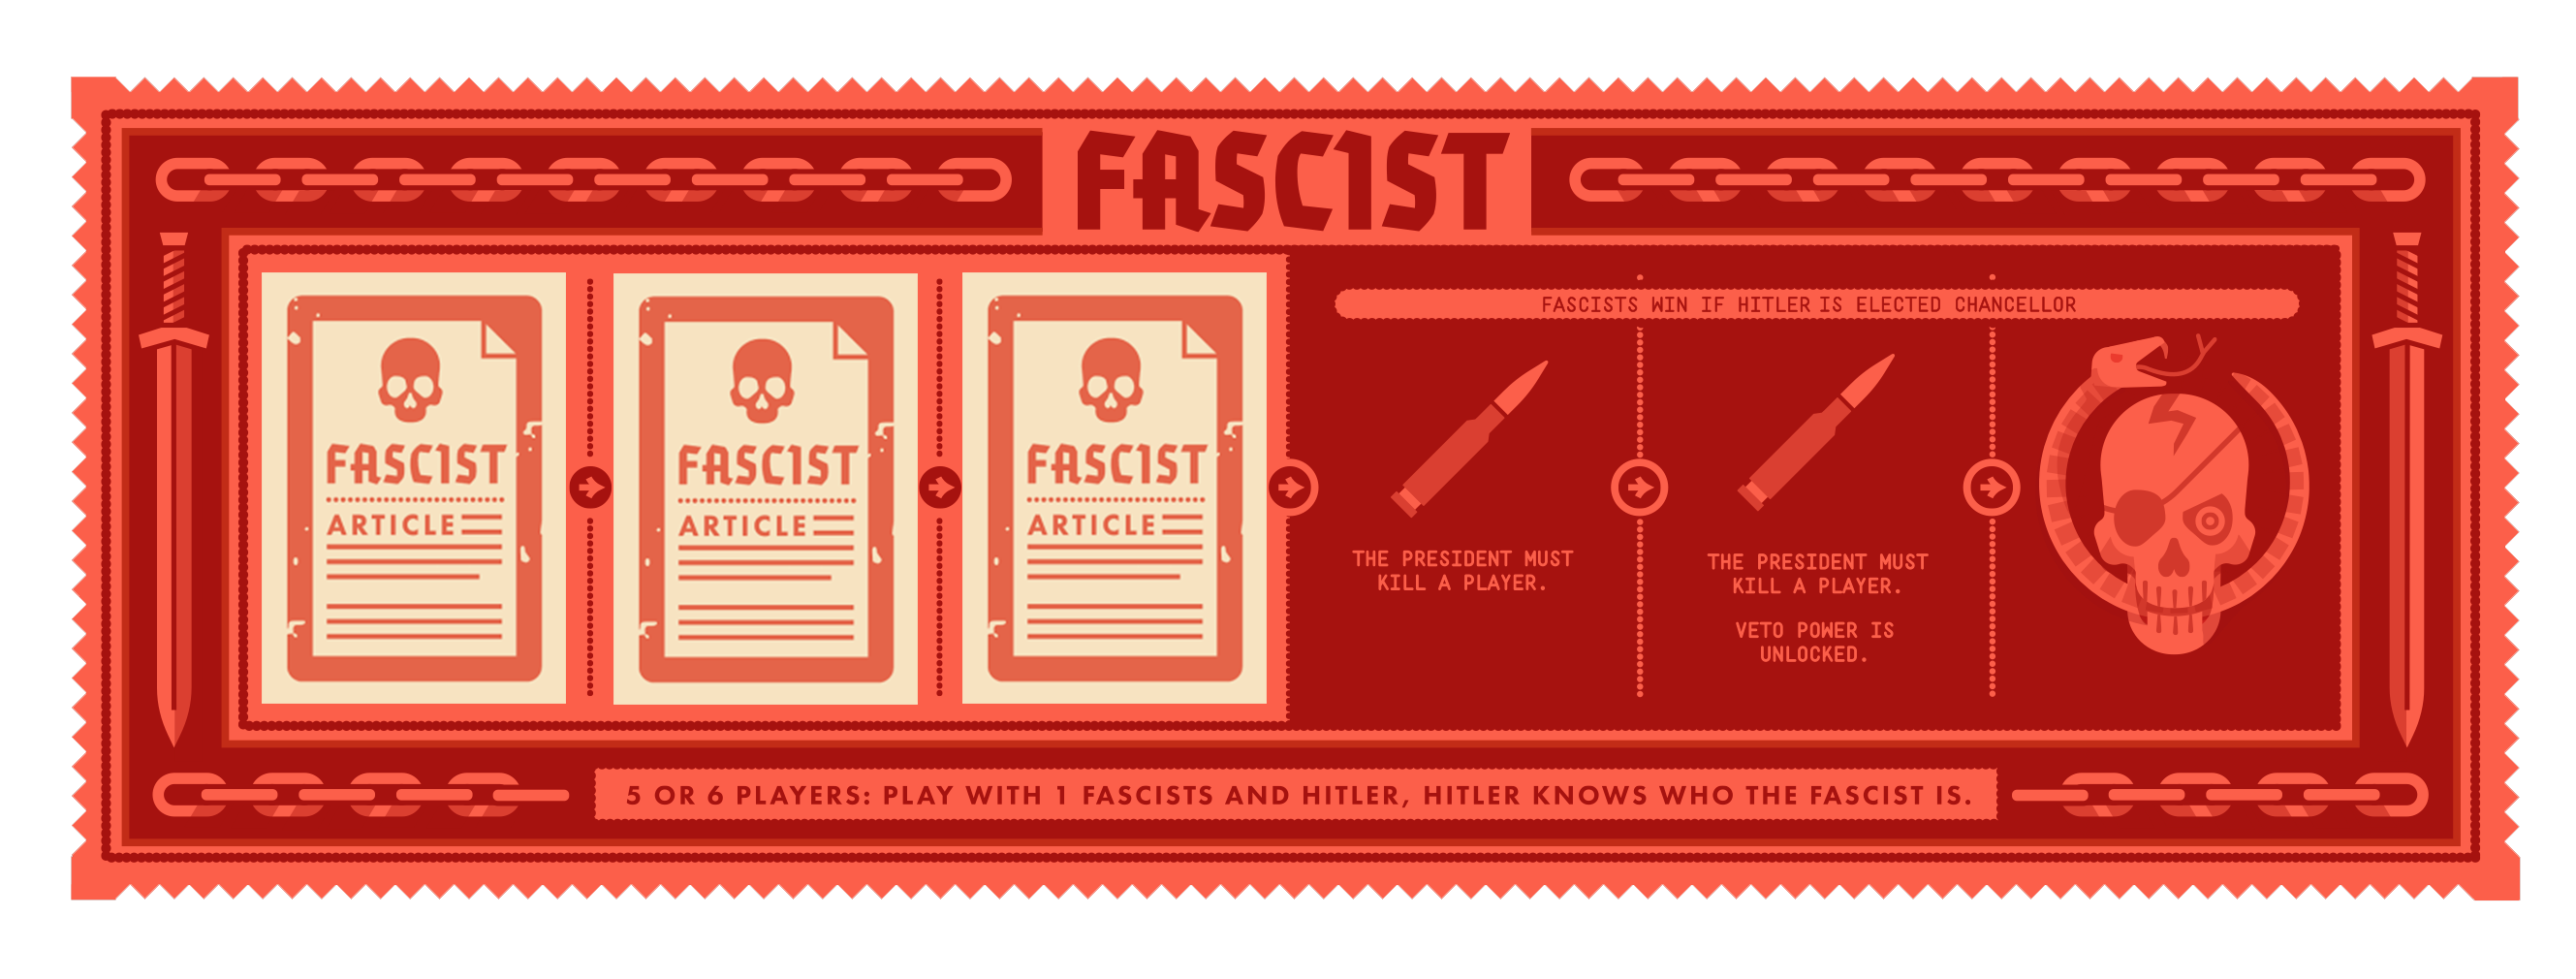 FASCIST
FASCISTS WIN IF HITLER IS ELECTED CHANCELLOR
FASCIST
ARTICLE
FASCIST
ARTICLE
FASCIST
ARTICLE
THE PRESIDENT MUST
KILL A PLAYER.
THE PRESIDENT MUST
KILL A PLAYER.
VETO POWER IS
UNLOCKED.
5 OR 6 PLAYERS: PLAY WITH 1 FASCISTS AND HITLER, HITLER KNOWS WHO THE FASCIST IS.